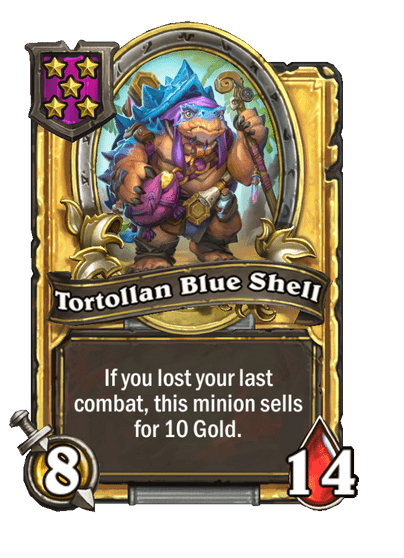 Tortollan Blue Shell
If you lost your last
combat, this minion sells
for 10 Gold.
8
14